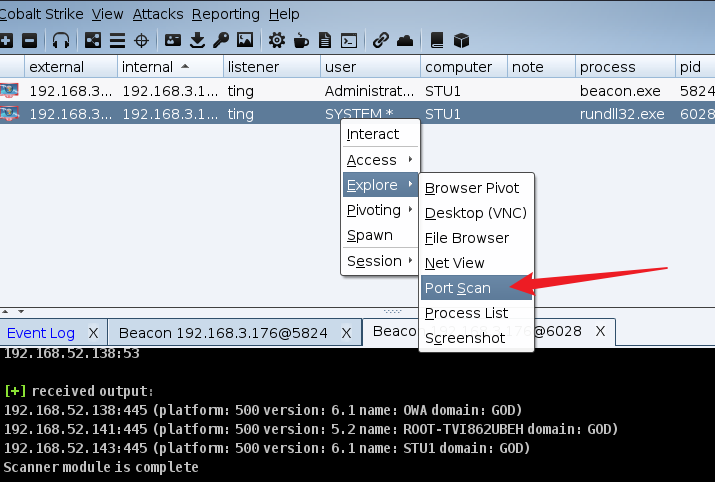 Cobalt Strike View Attacks Reporting Help
external internal listener user computer note process pid
192.168.3... 192.168.3.1... ting Administrat... STU1 beacon.exe 5824
192.168.3... 192.168.3.1... ting SYSTEM * STU1 rundll32.exe 6028
Interact
Access
Explore
Pivoting
Spawn
Session
Browser Pivot
Desktop (VNC)
File Browser
Net View
Port Scan
Process List
Screenshot
Event Log X Beacon 192.168.3.176@5824 X Beacon @6028 X
192.168.52.138:53
[+] received output:
192.168.52.138:445 (platform: 500 version: 6.1 name: OWA domain: GOD)
192.168.52.141:445 (platform: 500 version: 5.2 name: ROOT-TVI862UBEH domain: GOD)
192.168.52.143:445 (platform: 500 version: 6.1 name: STU1 domain: GOD)
Scanner module is complete